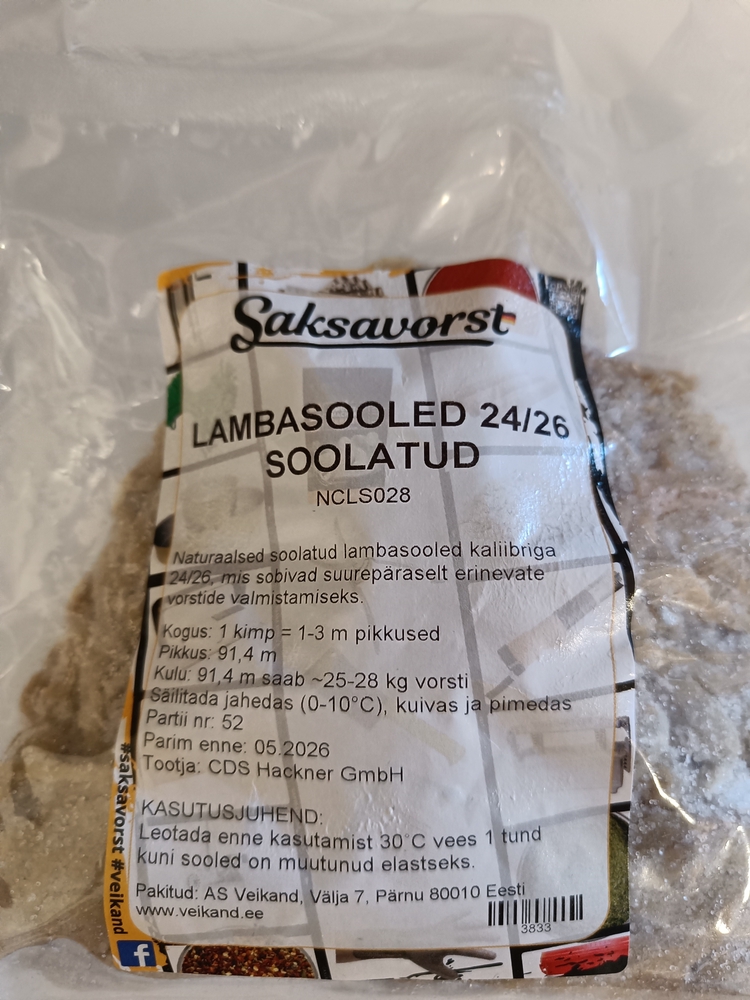 Saksavorst
LAMBASOOLED 24/26
SOOLATUD
NCLS028
Naturaalsed soolatud lambasooled kaliibriga
24/26, mis sobivad suurepäraselt erinevate
vorstide valmistamiseks.
Kogus: 1 kimp = 1-3 m pikkused
Pikkus: 91,4 m
Kulu: 91,4 m saab ~25-28 kg vorsti
Säilitada jahedas (0-10°C), kuivas ja pimedas
Partii nr: 52
Parim enne: 05.2026
Tootja: CDS Hackner GmbH
KASUTUSJUHEND:
Leotada enne kasutamist 30°C vees 1 tund
kuni sooled on muutunud elastseks.
Pakitud: AS Veikand, Välja 7, Pärnu 80010 Eesti
www.veikand.ee
3833
#saksavorst #veikand
f